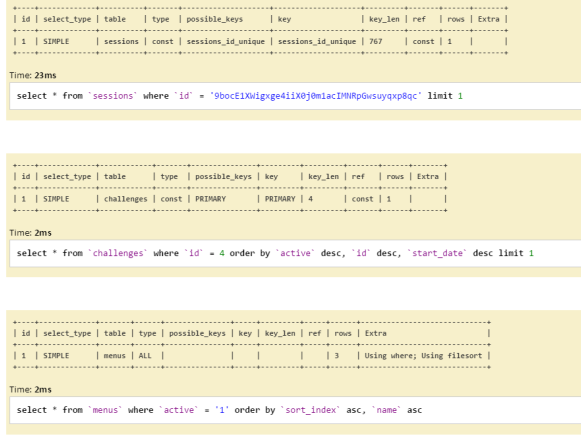 +----+-------------+----------+-------+--------------------+--------------------+---------+-------+------+-------+
| id | select_type | table | type | possible_keys | key | key_len | ref | rows | Extra |
+----+-------------+----------+-------+--------------------+--------------------+---------+-------+------+-------+
| 1 | SIMPLE | sessions | const | sessions_id_unique | sessions_id_unique | 767 | const | 1 | |
+----+-------------+----------+-------+--------------------+--------------------+---------+-------+------+-------+
Time: 23ms
select * from `sessions` where `id` = '9bocE1XWigxge4iiX0j0m1acIMNRpGwsuyqxp8qc' limit 1
+----+-------------+------------+-------+---------------+---------+---------+-------+------+-------+
| id | select_type | table | type | possible_keys | key | key_len | ref | rows | Extra |
+----+-------------+------------+-------+---------------+---------+---------+-------+------+-------+
| 1 | SIMPLE | challenges | const | PRIMARY | PRIMARY | 4 | const | 1 | |
+----+-------------+------------+-------+---------------+---------+---------+-------+------+-------+
Time: 2ms
select * from `challenges` where `id` = 4 order by `active` desc, `id` desc, `start_date` desc limit 1
+----+-------------+-------+------+---------------+-----+---------+-----+------+-----------------------------+
| id | select_type | table | type | possible_keys | key | key_len | ref | rows | Extra |
+----+-------------+-------+------+---------------+-----+---------+-----+------+-----------------------------+
| 1 | SIMPLE | menus | ALL | | | | | 3 | Using where; Using filesort |
+----+-------------+-------+------+---------------+-----+---------+-----+------+-----------------------------+
Time: 2ms
select * from `menus` where `active` = '1' order by `sort_index` asc, `name` asc